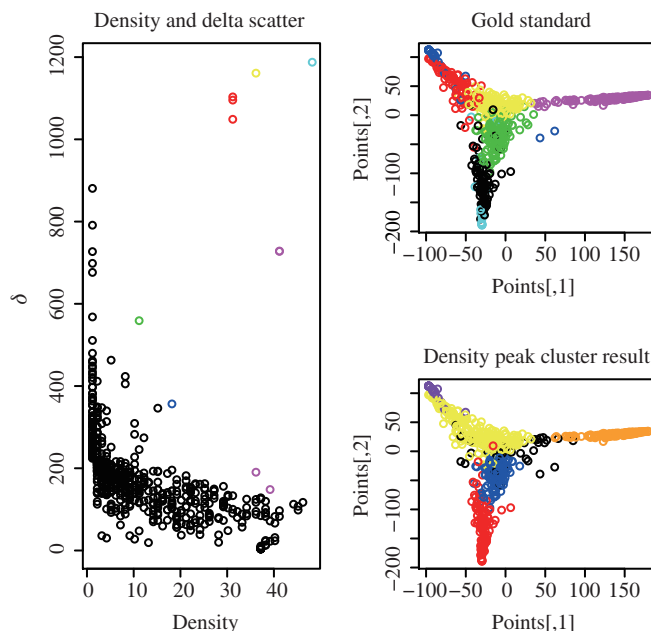 Density and delta scatter
δ
1200
1000
800
600
400
200
0
0 10 20 30 40
Density
Gold standard
Points[,2]
50
0
−100
−200
−100 −50 0 50 100 150
Points[,1]
Density peak cluster result
Points[,2]
50
0
−100
−200
−100 −50 0 50 100 150
Points[,1]